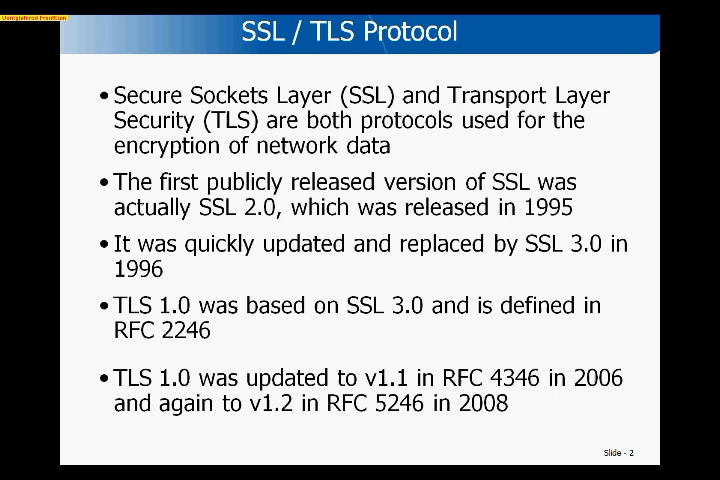 Unregistered FrontCam
SSL / TLS Protocol
• Secure Sockets Layer (SSL) and Transport Layer
Security (TLS) are both protocols used for the
encryption of network data
• The first publicly released version of SSL was
actually SSL 2.0, which was released in 1995
• It was quickly updated and replaced by SSL 3.0 in
1996
• TLS 1.0 was based on SSL 3.0 and is defined in
RFC 2246
• TLS 1.0 was updated to v1.1 in RFC 4346 in 2006
and again to v1.2 in RFC 5246 in 2008
Slide - 2